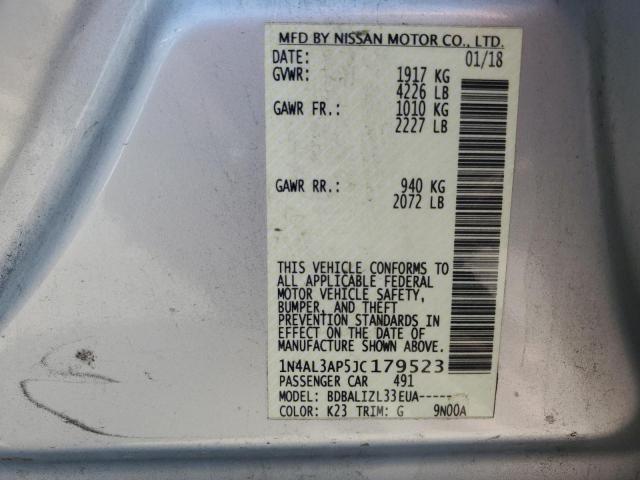 MFD BY NISSAN MOTOR CO., LTD.
DATE: 01/18
GVWR: 1917 KG
4226 LB
GAWR FR.: 1010 KG
2227 LB
GAWR RR.: 940 KG
2072 LB
THIS VEHICLE CONFORMS TO
ALL APPLICABLE FEDERAL
MOTOR VEHICLE SAFETY,
BUMPER, AND THEFT
PREVENTION STANDARDS IN
EFFECT ON THE DATE OF
MANUFACTURE SHOWN ABOVE.
1N4AL3AP5JC179523
PASSENGER CAR 491
MODEL: BDBALIZL33EUA-----
COLOR: K23 TRIM: G 9N00A